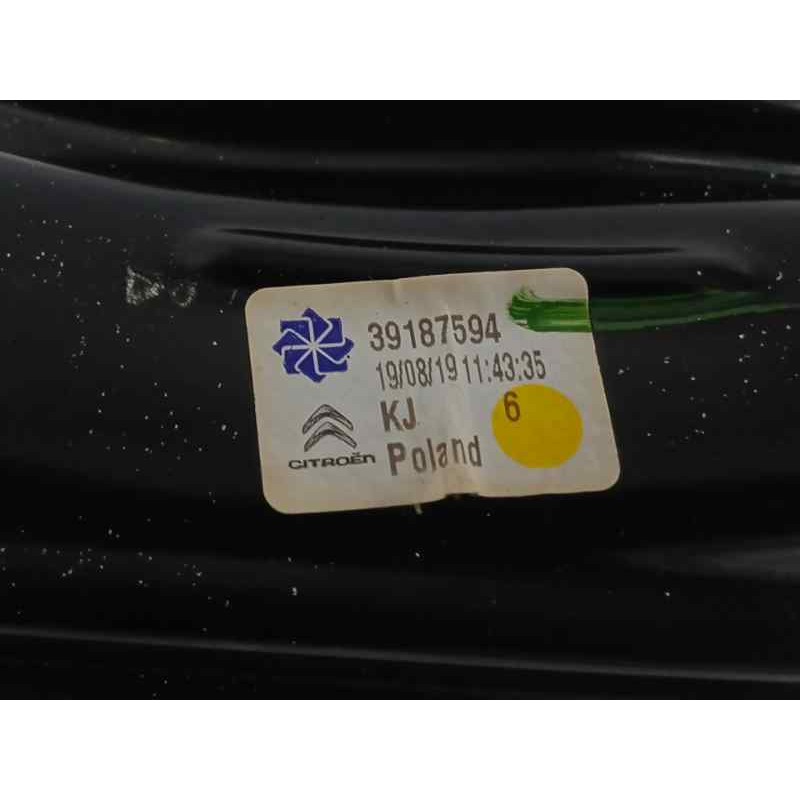 39187594
19/08/19 11:43:35
KJ 6
CITROËN Poland